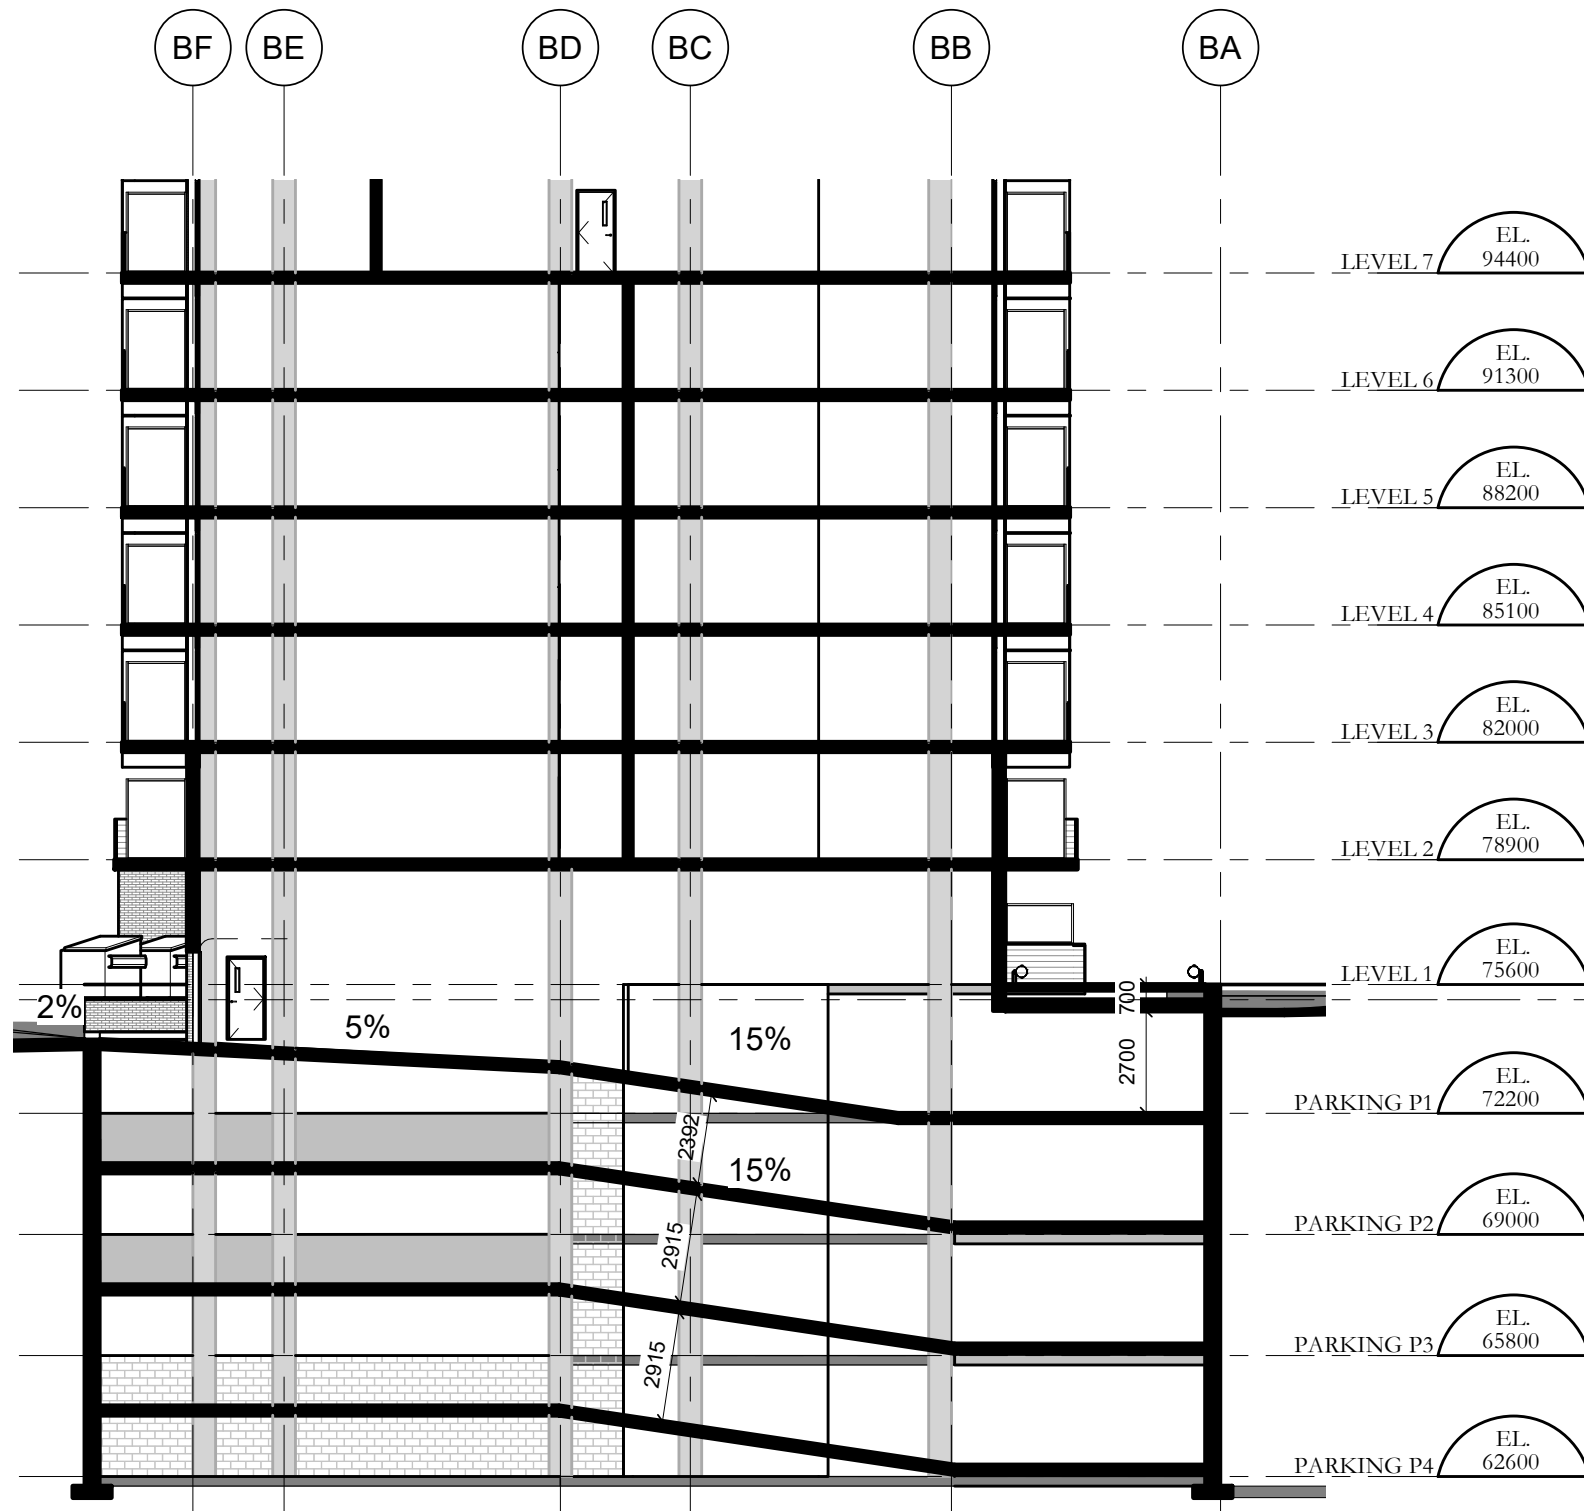 BF BE BD BC BB BA
EL.
94400
LEVEL 7
EL.
91300
LEVEL 6
EL.
88200
LEVEL 5
EL.
85100
LEVEL 4
EL.
82000
LEVEL 3
EL.
78900
LEVEL 2
EL.
75600
LEVEL 1
2%
5%
15%
700
2700
EL.
72200
PARKING P1
2392
15%
EL.
69000
PARKING P2
2915
EL.
65800
PARKING P3
2915
EL.
62600
PARKING P4